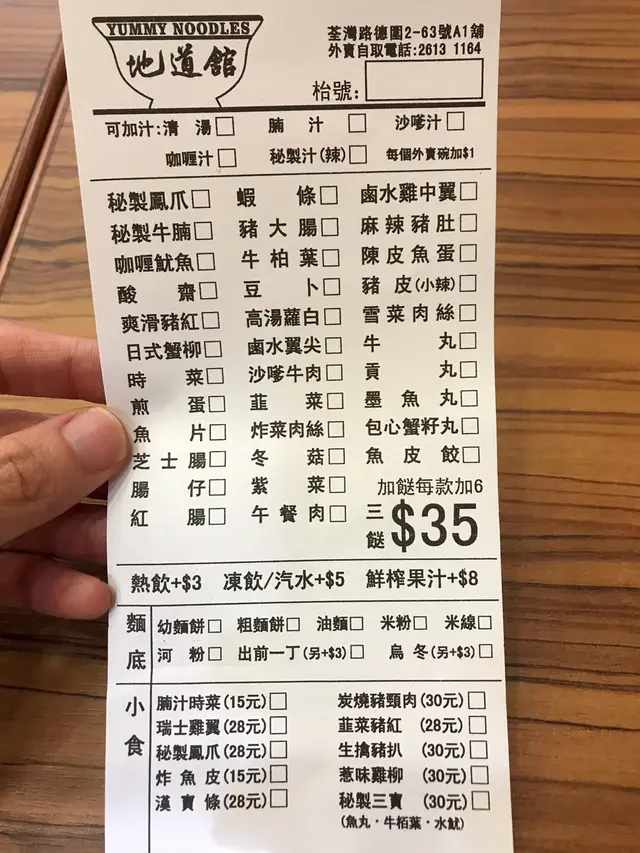 YUMMY NOODLES
地道館
荃灣路德圍2-63號A1舖
外賣自取電話:2613 1164
枱號:
可加汁:清 湯□ 腩 汁 □ 沙嗲汁□
咖喱汁□ 秘製汁(辣)□ 每個外賣碗加$1
秘製鳳爪□ 蝦 條□ 鹵水雞中翼□
秘製牛腩□ 豬大腸□ 麻辣豬肚□
咖喱魷魚□ 牛柏葉□ 陳皮魚蛋□
酸 齋□ 豆 卜□ 豬 皮(小辣)□
爽滑豬紅□ 高湯蘿白□ 雪菜肉絲□
日式蟹柳□ 鹵水翼尖□ 牛 丸□
時 菜□ 沙嗲牛肉□ 貢 丸□
煎 蛋□ 韮 菜□ 墨魚丸□
魚 片□ 炸菜肉絲□ 包心蟹籽丸□
芝士腸□ 冬 菇□ 魚皮餃□
腸 仔□ 紫 菜□ 加餸每款加6
紅 腸□ 午餐肉□ 三餸$35
熱飲+$3 凍飲/汽水+$5 鮮榨果汁+$8
麵底
幼麵餅□ 粗麵餅□ 油麵□ 米粉□ 米線□
河 粉□ 出前一丁(另+$3)□ 烏 冬(另+$3)□
小食
腩汁時菜(15元)□ 炭燒豬頸肉(30元)□
瑞士雞翼(28元)□ 韮菜豬紅 (28元)□
秘製鳳爪(28元)□ 生擒豬扒 (30元)□
炸魚皮(15元)□ 惹味雞柳 (30元)□
漢寶條(28元)□ 秘製三寶 (30元)□
(魚丸·牛栢葉·水魷)